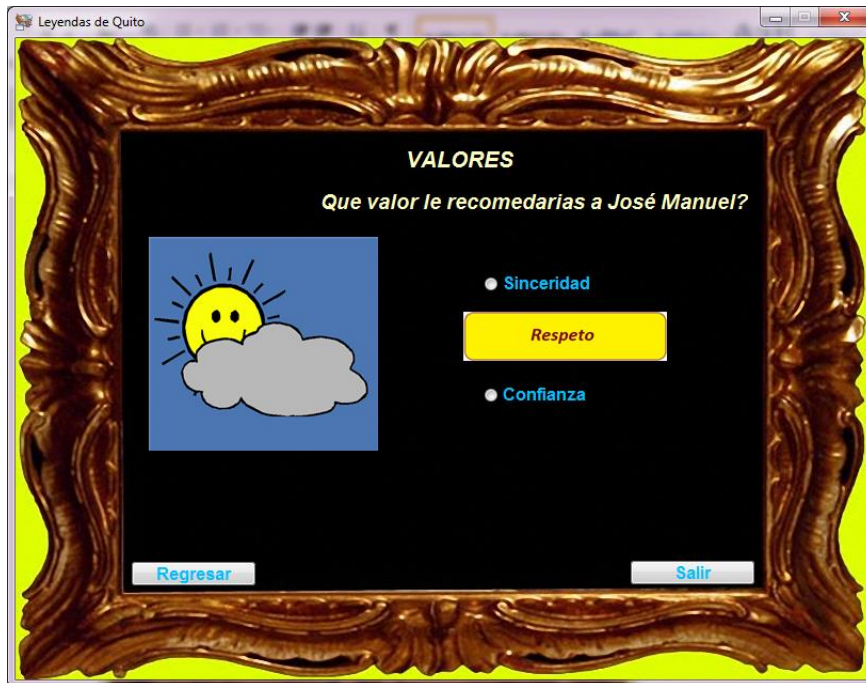 Leyendas de Quito
VALORES
Que valor le recomedarias a José Manuel?
Sinceridad
Respeto
Confianza
Regresar
Salir